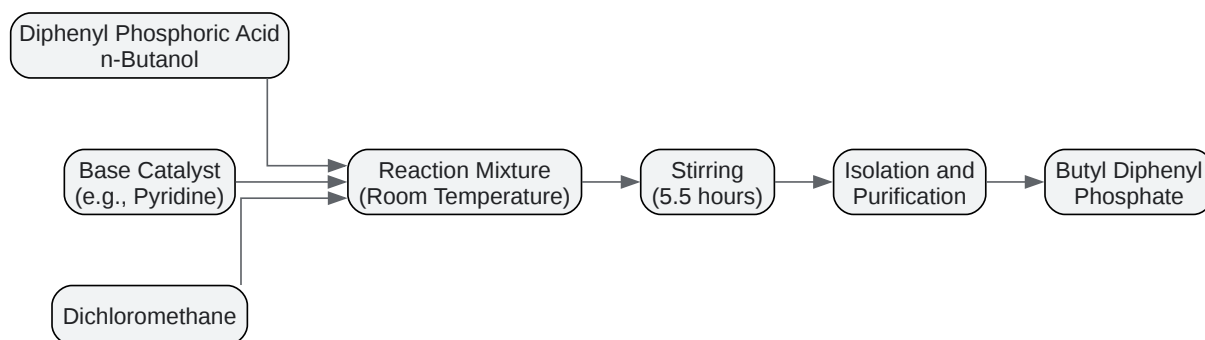 Diphenyl Phosphoric Acid
n-Butanol
Base Catalyst
(e.g., Pyridine)
Dichloromethane
Reaction Mixture
(Room Temperature)
Stirring
(5.5 hours)
Isolation and
Purification
Butyl Diphenyl
Phosphate